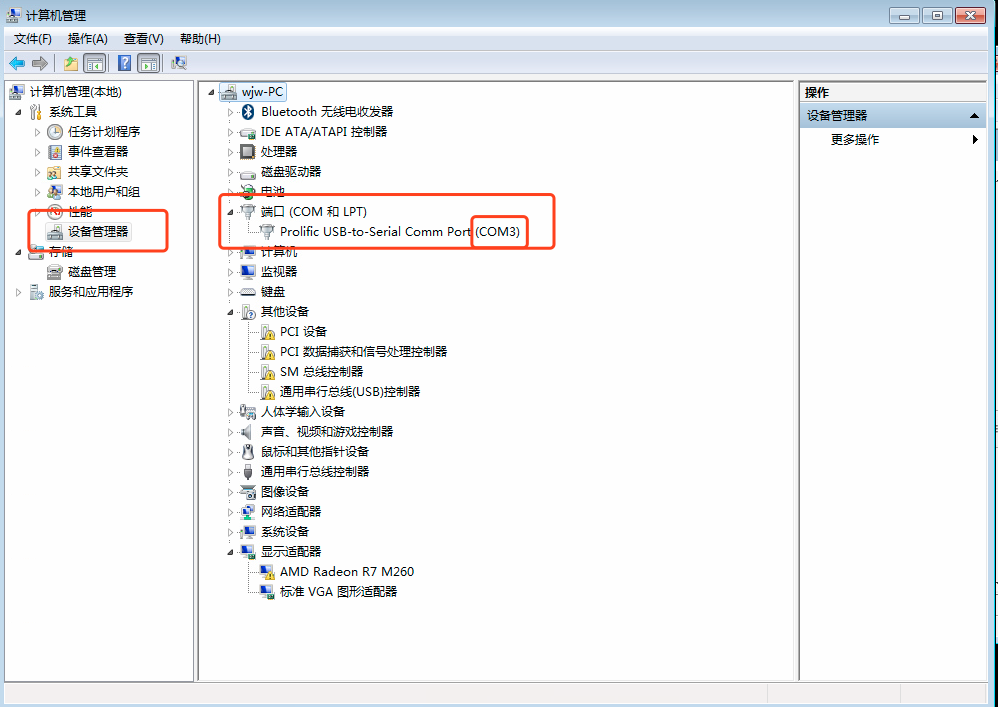 计算机管理
文件(F) 操作(A) 查看(V) 帮助(H)
计算机管理(本地)
系统工具
任务计划程序
事件查看器
共享文件夹
本地用户和组
性能
设备管理器
存储
磁盘管理
服务和应用程序
wjw-PC
Bluetooth 无线电收发器
IDE ATA/ATAPI 控制器
处理器
磁盘驱动器
电池
端口 (COM 和 LPT)
Prolific USB-to-Serial Comm Port (COM3)
计算机
监视器
键盘
其他设备
PCI 设备
PCI 数据捕获和信号处理控制器
SM 总线控制器
通用串行总线(USB)控制器
人体学输入设备
声音、视频和游戏控制器
鼠标和其他指针设备
通用串行总线控制器
图像设备
网络适配器
系统设备
显示适配器
AMD Radeon R7 M260
标准 VGA 图形适配器
操作
设备管理器
更多操作